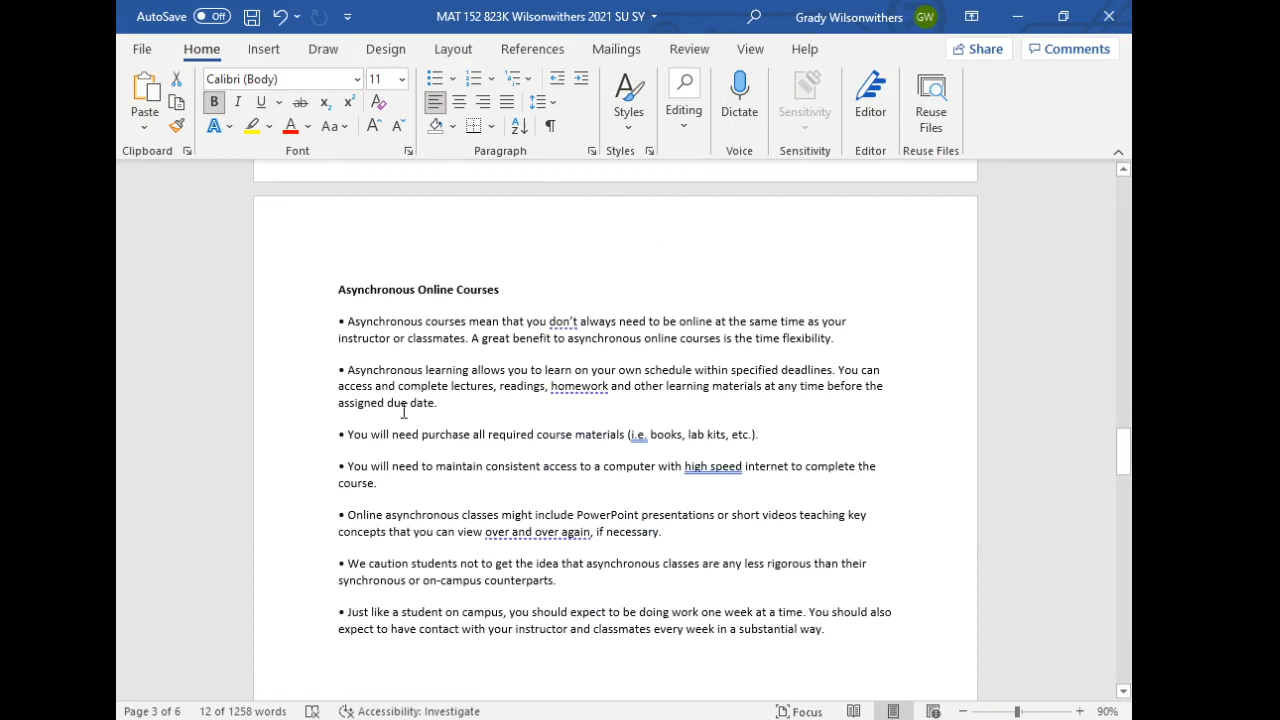 AutoSave Off MAT 152 823K Wilsonwithers 2021 SU SY Grady Wilsonwithers GW
File Home Insert Draw Design Layout References Mailings Review View Help Share Comments
Calibri (Body) 11
Paste Styles Editing Dictate Sensitivity Editor Reuse Files
Clipboard Font Paragraph Styles Voice Sensitivity Editor Reuse Files
Asynchronous Online Courses
• Asynchronous courses mean that you don't always need to be online at the same time as your
instructor or classmates. A great benefit to asynchronous online courses is the time flexibility.
• Asynchronous learning allows you to learn on your own schedule within specified deadlines. You can
access and complete lectures, readings, homework and other learning materials at any time before the
assigned due date.
• You will need purchase all required course materials (i.e. books, lab kits, etc.).
• You will need to maintain consistent access to a computer with high speed internet to complete the
course.
• Online asynchronous classes might include PowerPoint presentations or short videos teaching key
concepts that you can view over and over again, if necessary.
• We caution students not to get the idea that asynchronous classes are any less rigorous than their
synchronous or on-campus counterparts.
• Just like a student on campus, you should expect to be doing work one week at a time. You should also
expect to have contact with your instructor and classmates every week in a substantial way.
Page 3 of 6 12 of 1258 words Accessibility: Investigate Focus 90%